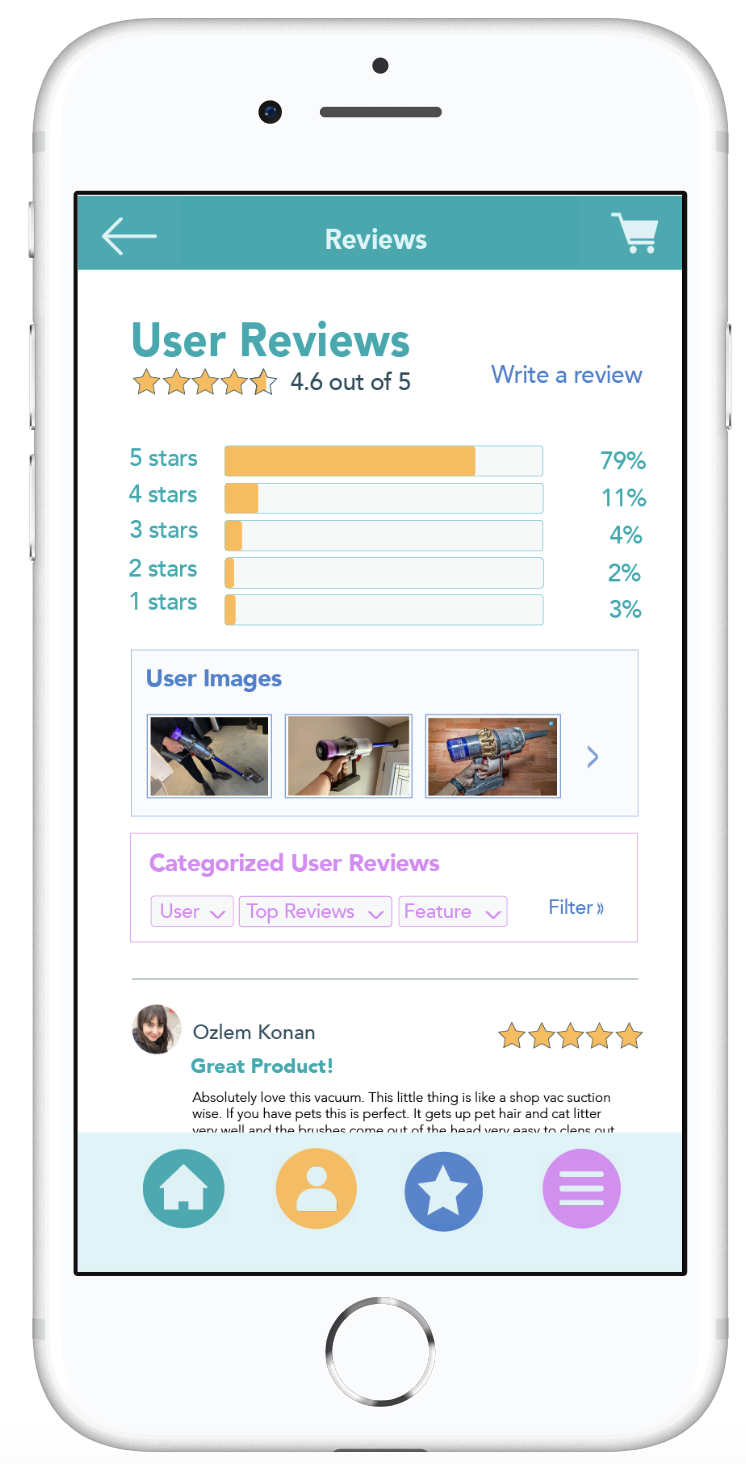 Reviews
User Reviews
4.6 out of 5
Write a review
5 stars 79%
4 stars 11%
3 stars 4%
2 stars 2%
1 stars 3%
User Images
Categorized User Reviews
User Top Reviews Feature Filter »
Ozlem Konan
Great Product!
Absolutely love this vacuum. This little thing is like a shop vac suction
wise. If you have pets this is perfect. It gets up pet hair and cat litter
very well and the brushes come out of the head very easy to clens out